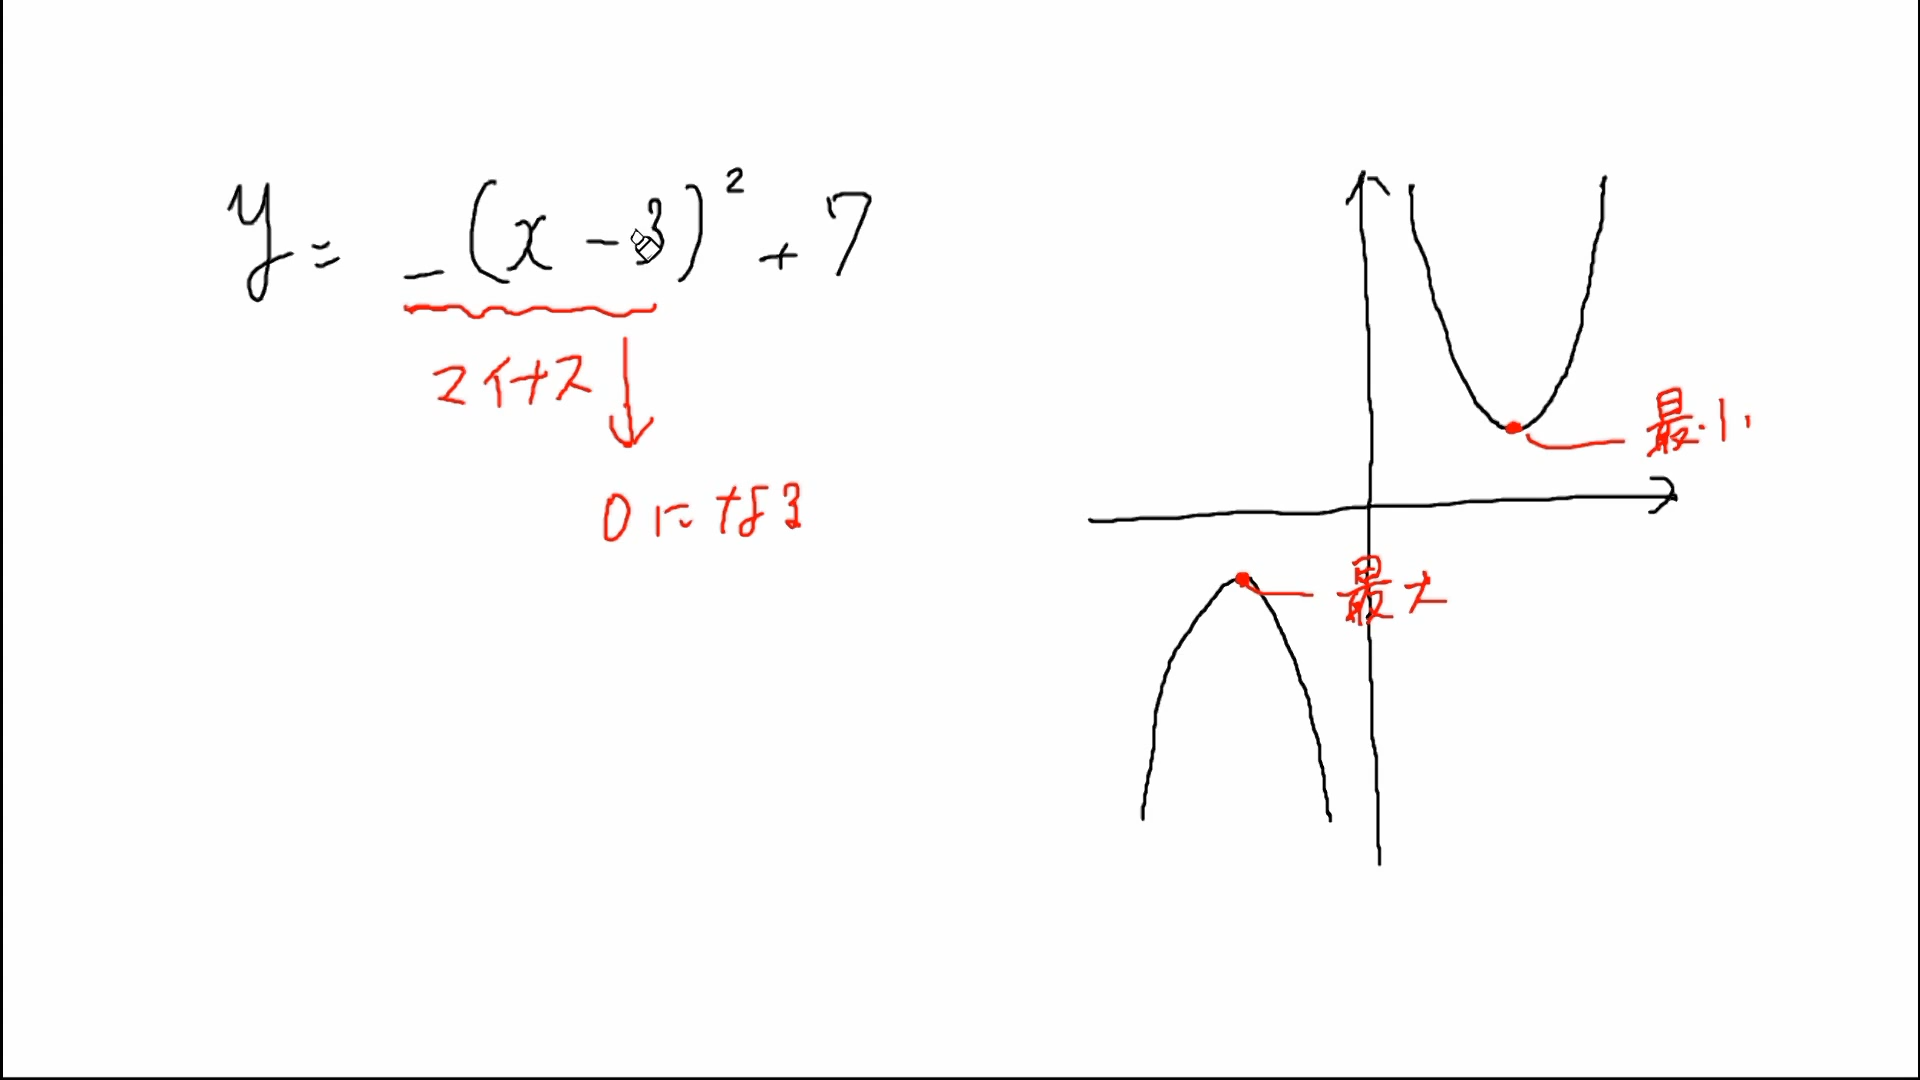 y = -(x - 3)² + 7
マイナス
0になる
最小
最大